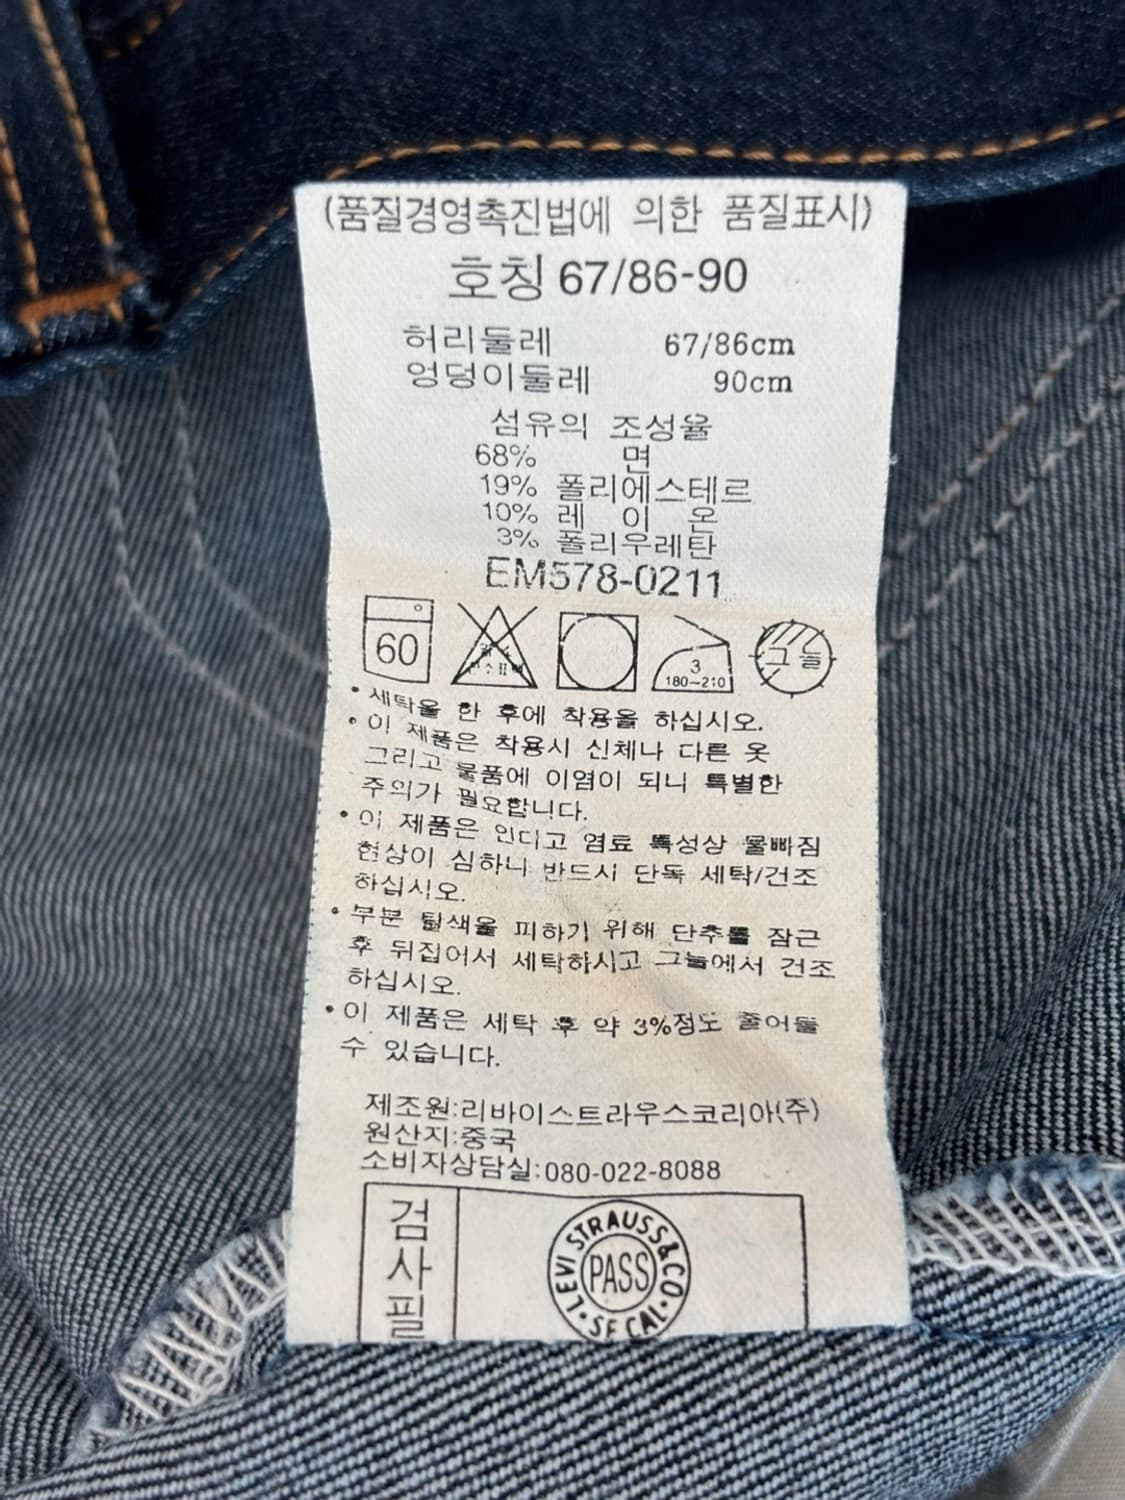 (품질경영촉진법에 의한 품질표시)
호칭 67/86-90
허리둘레 67/86cm
엉덩이둘레 90cm
섬유의 조성율
68% 면
19% 폴리에스테르
10% 레 이 온
3% 폴리우레탄
EM578-0211
60
3
180~210
그늘
• 세탁을 한 후에 착용을 하십시오.
• 이 제품은 착용시 신체나 다른 옷
그리고 물품에 이염이 되니 특별한
주의가 필요합니다.
• 이 제품은 인디고 염료 특성상 물빠짐
현상이 심하니 반드시 단독 세탁/건조
하십시오.
• 부분 탈색을 피하기 위해 단추를 잠근
후 뒤집어서 세탁하시고 그늘에서 건조
하십시오.
• 이 제품은 세탁 후 약 3%정도 줄어들
수 있습니다.
제조원:리바이스트라우스코리아(주)
원산지:중국
소비자상담실:080-022-8088
검사필
LEVI STRAUSS & CO. SF CAL.
PASS